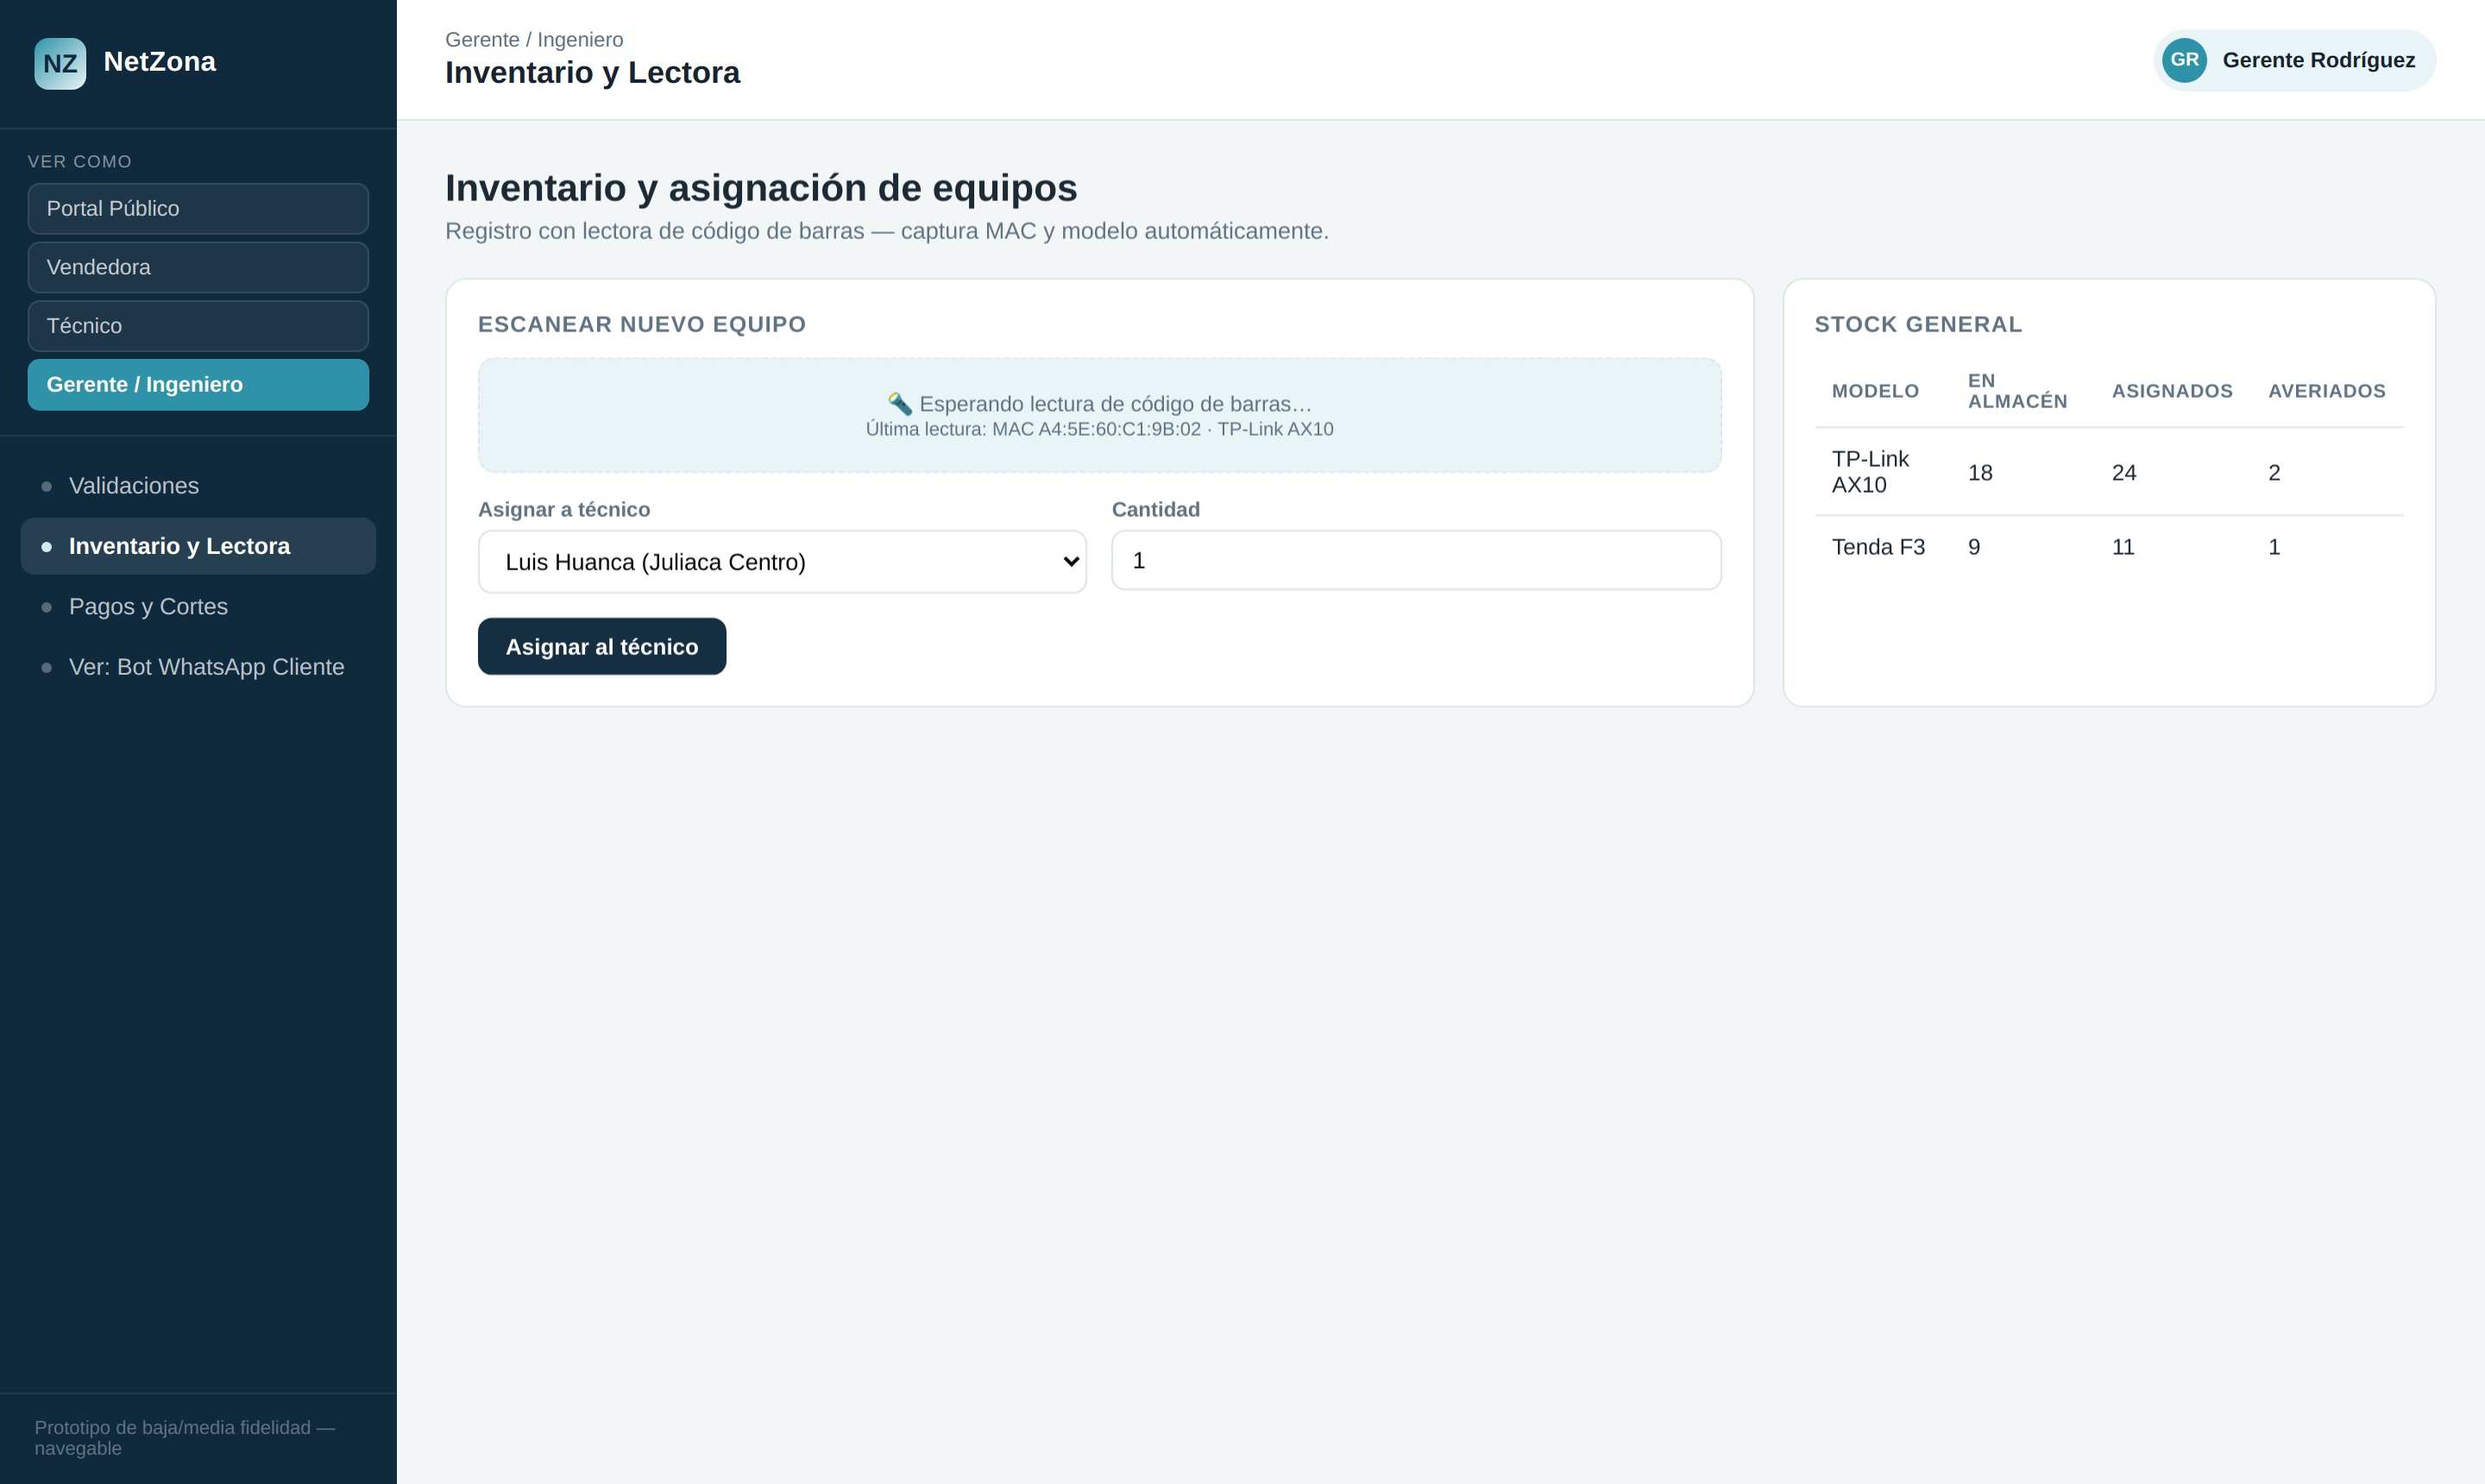 NZ NetZona
VER COMO
Portal Público
Vendedora
Técnico
Gerente / Ingeniero
Validaciones
Inventario y Lectora
Pagos y Cortes
Ver: Bot WhatsApp Cliente
Prototipo de baja/media fidelidad —
navegable
Gerente / Ingeniero
Inventario y Lectora
GR Gerente Rodríguez
Inventario y asignación de equipos
Registro con lectora de código de barras — captura MAC y modelo automáticamente.
ESCANEAR NUEVO EQUIPO
🔦 Esperando lectura de código de barras…
Última lectura: MAC A4:5E:60:C1:9B:02 · TP-Link AX10
Asignar a técnico
Luis Huanca (Juliaca Centro)
Cantidad
1
Asignar al técnico
STOCK GENERAL
MODELO EN ALMACÉN ASIGNADOS AVERIADOS
TP-Link AX10 18 24 2
Tenda F3 9 11 1